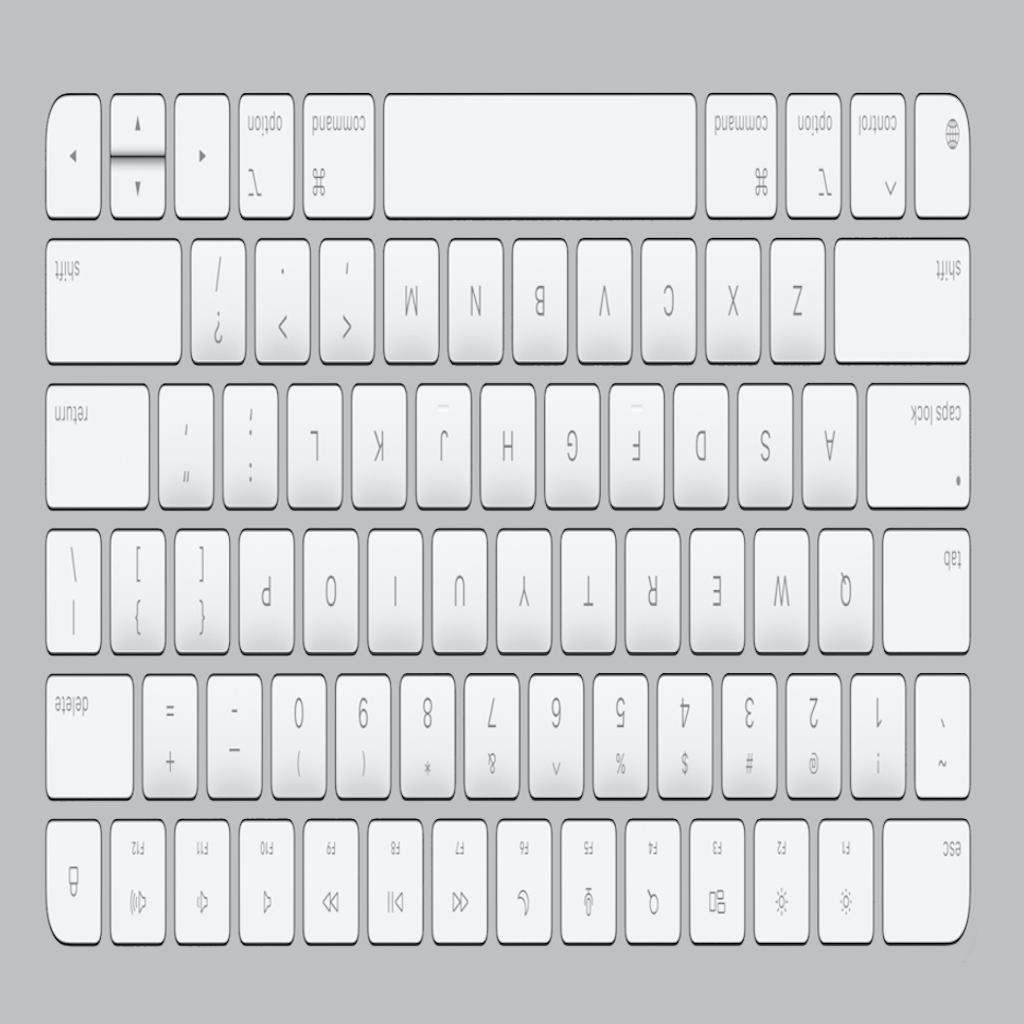 esc F1 F2 F3 F4 F5 F6 F7 F8 F9 F10 F11 F12
~ ! @ # $ % ^ & * ( ) _ +
` 1 2 3 4 5 6 7 8 9 0 - = delete
{ } |
tab Q W E R T Y U I O P [ ] \
: "
caps lock A S D F G H J K L ; ' return
< > ?
shift Z X C V B N M , . / shift
^ ⌥ ⌘ ⌘ ⌥
control option command command option